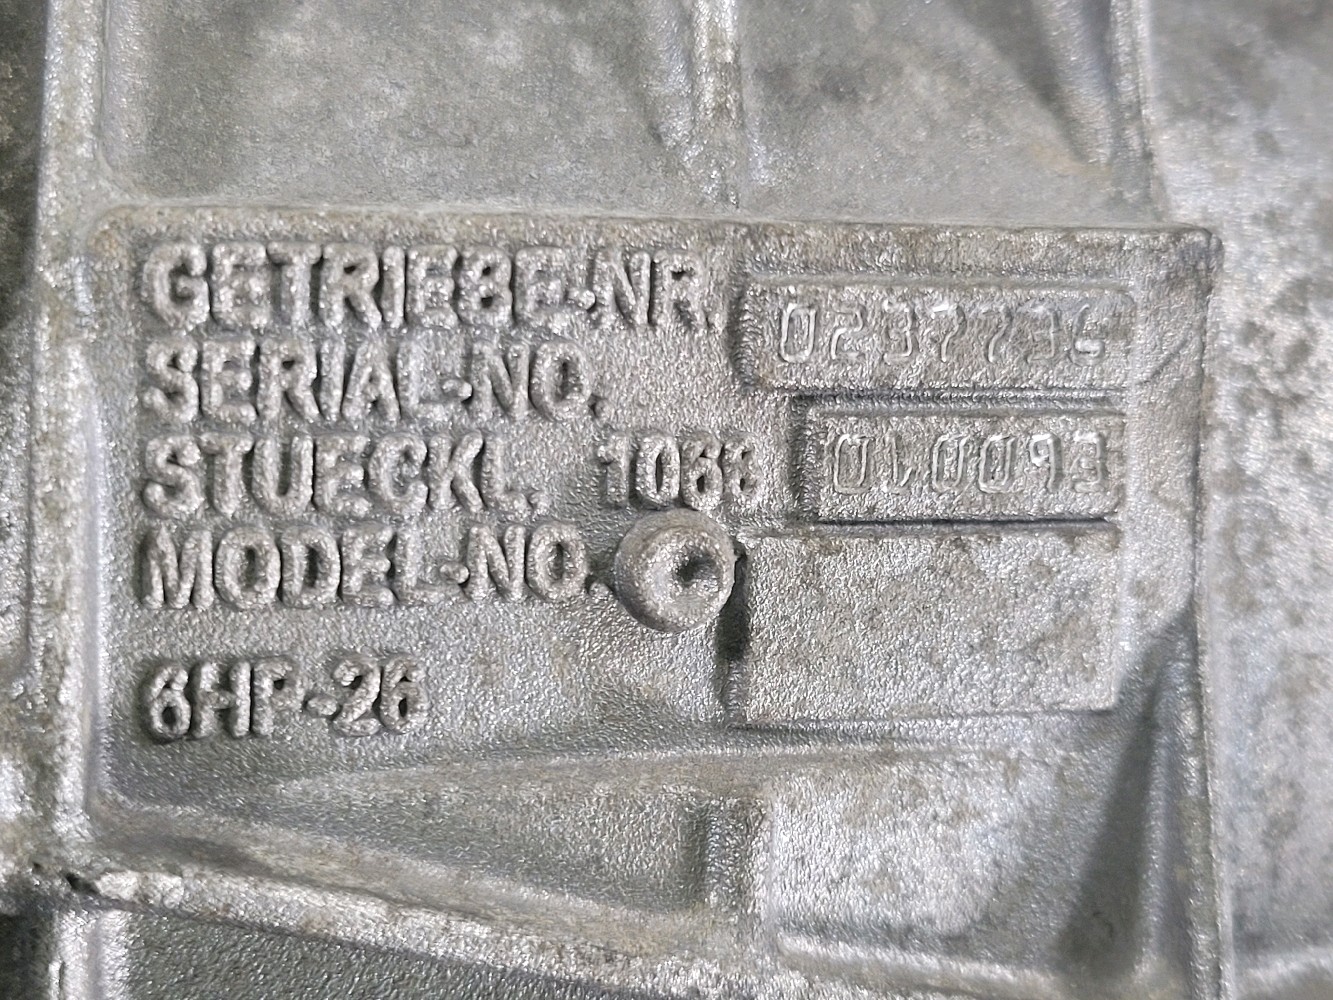 GETRIEBE-NR.
SERIAL-NO.
STUECKL. 1068
MODEL-NO.
6HP-26